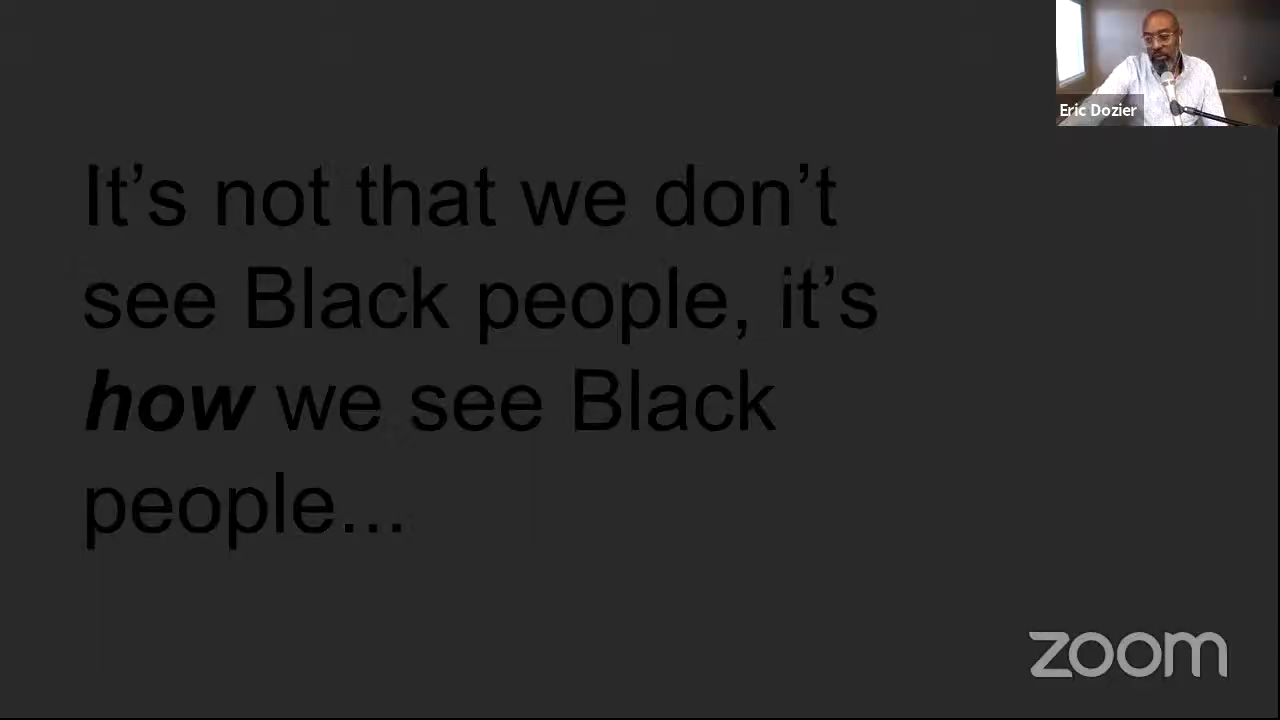 Eric Dozier
It’s not that we don’t
see Black people, it’s
how we see Black
people...
zoom